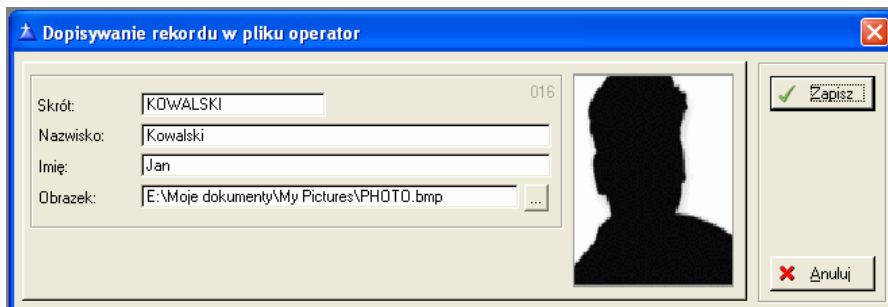 Dopisywanie rekordu w pliku operator
016
Skrót: KOWALSKI
Nazwisko: Kowalski
Imię: Jan
Obrazek: E:\Moje dokumenty\My Pictures\PHOTO.bmp ...
Zapisz
Anuluj